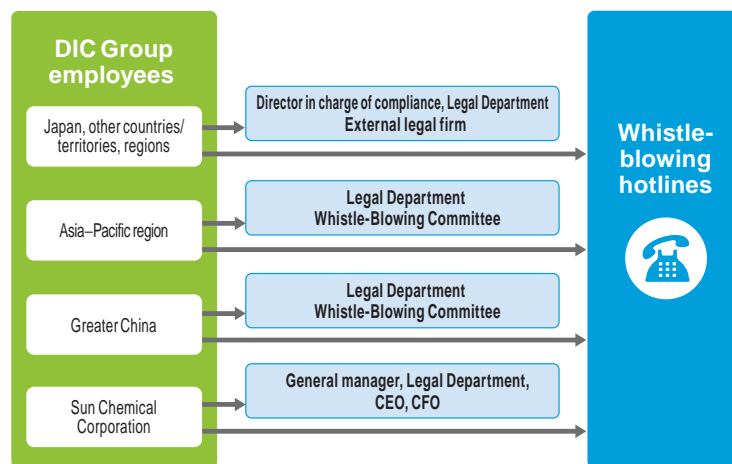 DIC Group
employees
Japan, other countries/
territories, regions
Director in charge of compliance, Legal Department
External legal firm
Asia–Pacific region
Legal Department
Whistle-Blowing Committee
Greater China
Legal Department
Whistle-Blowing Committee
Sun Chemical
Corporation
General manager, Legal Department,
CEO, CFO
Whistle-
blowing
hotlines